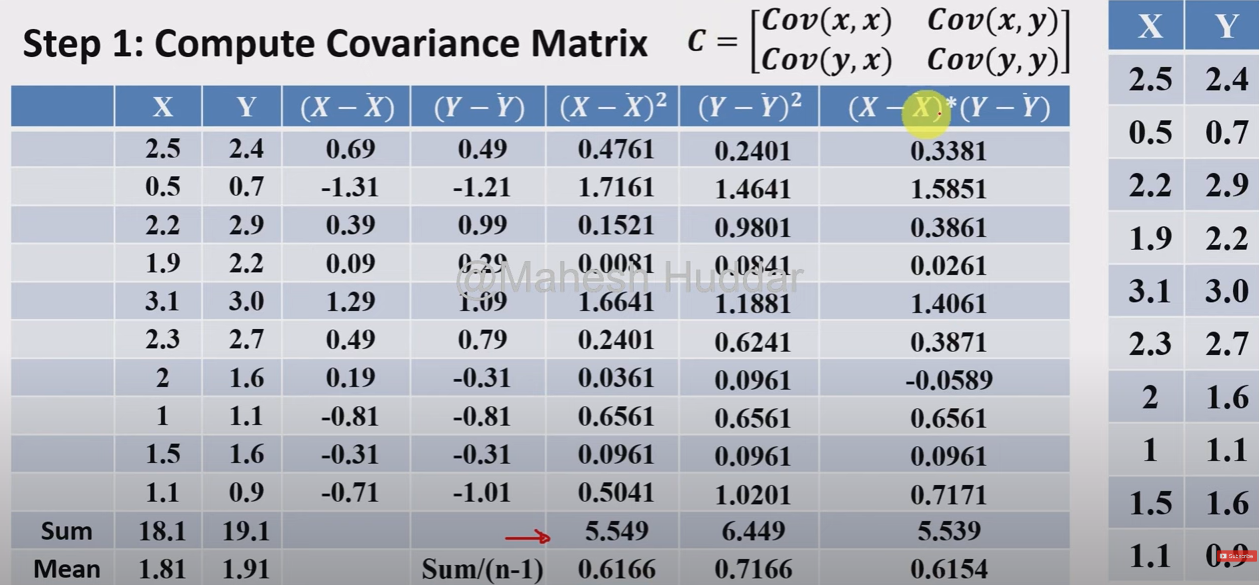 Step 1: Compute Covariance Matrix C = [Cov(x, x) Cov(x, y)]
[Cov(y, x) Cov(y, y)]
X Y (X − X̄) (Y − Ȳ) (X − X̄)² (Y − Ȳ)² (X − X̄)*(Y − Ȳ)
2.5 2.4 0.69 0.49 0.4761 0.2401 0.3381
0.5 0.7 -1.31 -1.21 1.7161 1.4641 1.5851
2.2 2.9 0.39 0.99 0.1521 0.9801 0.3861
1.9 2.2 0.09 0.29 0.0081 0.0841 0.0261
@Mahesh Huddar
3.1 3.0 1.29 1.09 1.6641 1.1881 1.4061
2.3 2.7 0.49 0.79 0.2401 0.6241 0.3871
2 1.6 0.19 -0.31 0.0361 0.0961 -0.0589
1 1.1 -0.81 -0.81 0.6561 0.6561 0.6561
1.5 1.6 -0.31 -0.31 0.0961 0.0961 0.0961
1.1 0.9 -0.71 -1.01 0.5041 1.0201 0.7171
Sum 18.1 19.1 5.549 6.449 5.539
Mean 1.81 1.91 Sum/(n-1) 0.6166 0.7166 0.6154
X Y
2.5 2.4
0.5 0.7
2.2 2.9
1.9 2.2
3.1 3.0
2.3 2.7
2 1.6
1 1.1
1.5 1.6
1.1 0.9
Subscribe